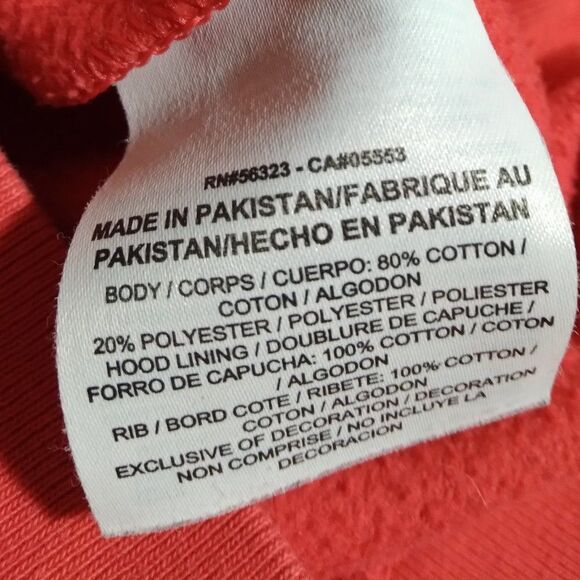 RN#56323 - CA#05553
MADE IN PAKISTAN/FABRIQUE AU
PAKISTAN/HECHO EN PAKISTAN
BODY / CORPS / CUERPO: 80% COTTON /
COTON / ALGODON
20% POLYESTER / POLYESTER / POLIESTER
HOOD LINING / DOUBLURE DE CAPUCHE /
FORRO DE CAPUCHA: 100% COTTON / COTON
/ ALGODON
RIB / BORD COTE / RIBETE: 100% COTTON /
COTON / ALGODON
EXCLUSIVE OF DECORATION / DECORATION
NON COMPRISE / NO INCLUYE LA
DECORACION